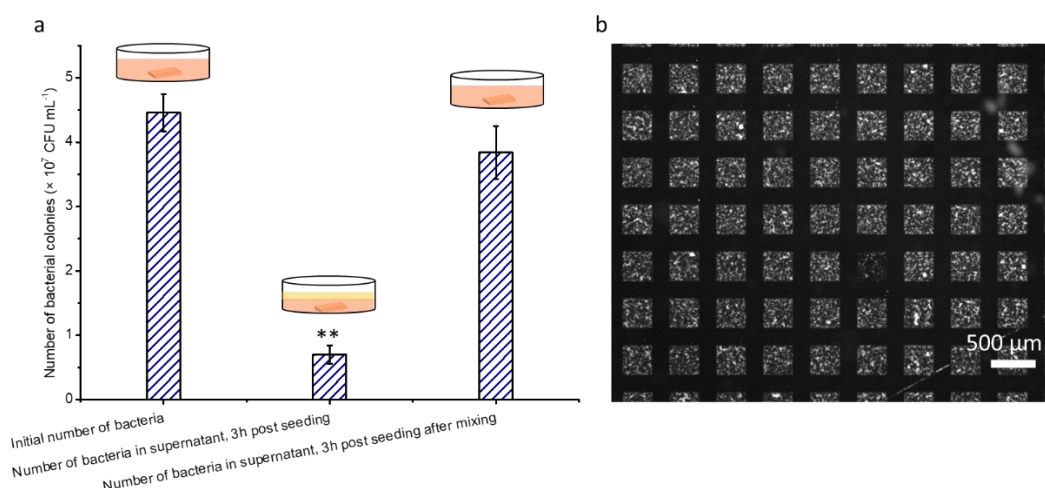 a
b
Number of bacterial colonies (× 10⁷ CFU mL⁻¹)
5
4
3
2
1
0
**
Initial number of bacteria
Number of bacteria in supernatant, 3h post seeding
Number of bacteria in supernatant, 3h post seeding after mixing
500 μm